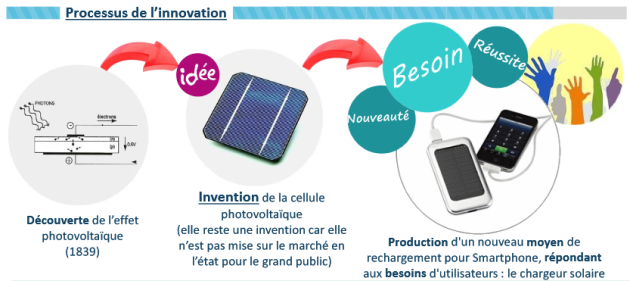 Processus de l'innovation
PHOTONS
électrons
0.6V
idée
Besoin
Réussite
Nouveauté
Découverte de l'effet
photovoltaïque
(1839)
Invention de la cellule
photovoltaïque
(elle reste une invention car elle
n'est pas mise sur le marché en
l'état pour le grand public)
Production d'un nouveau moyen de
rechargement pour Smartphone, répondant
aux besoins d'utilisateurs : le chargeur solaire